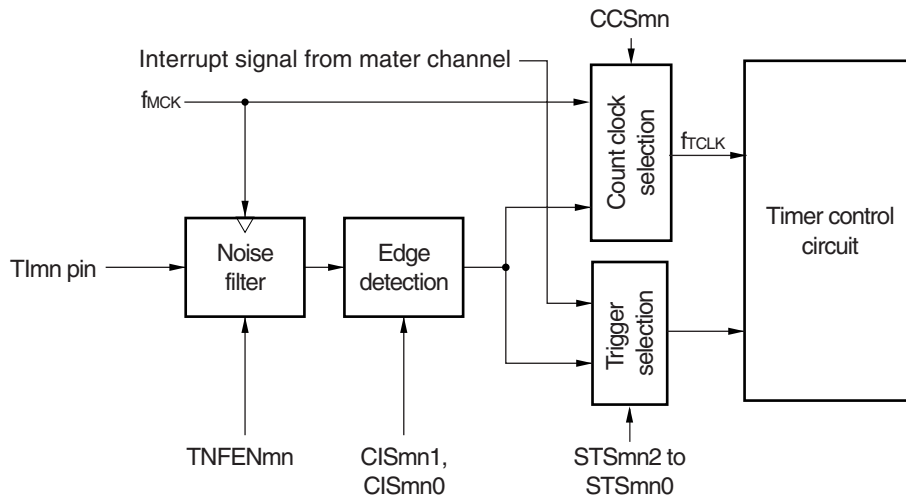 CCSmn
Interrupt signal from mater channel
fMCK
Count clock
selection
fTCLK
Timer control
circuit
TImn pin
Noise
filter
Edge
detection
Trigger
selection
TNFENmn
CISmn1,
CISmn0
STSmn2 to
STSmn0